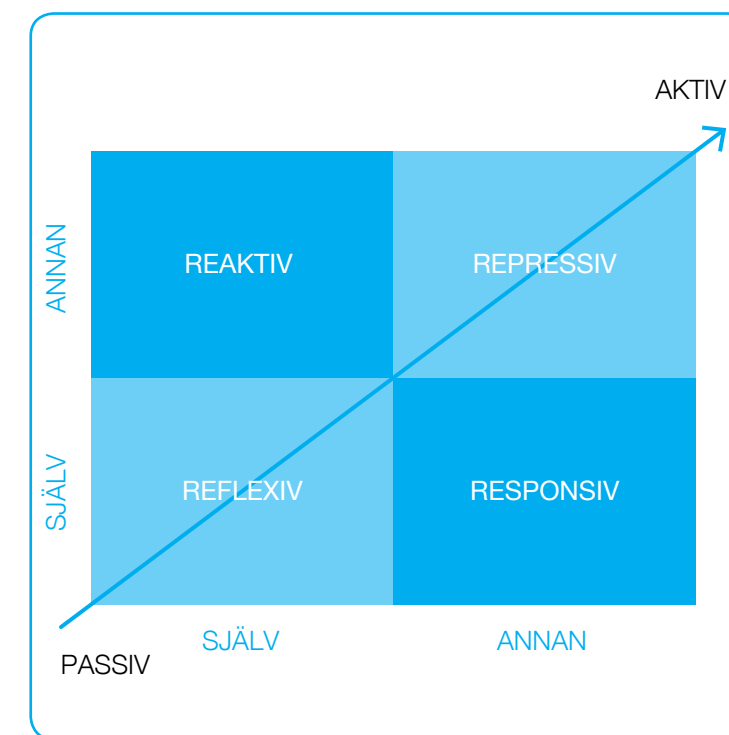 AKTIV
ANNAN
REAKTIV
REPRESSIV
SJÄLV
REFLEXIV
RESPONSIV
SJÄLV
ANNAN
PASSIV